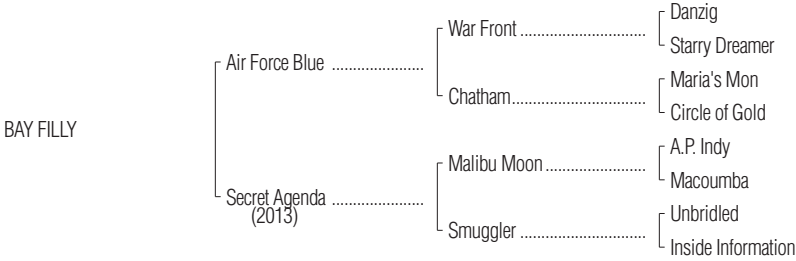 Danzig
War Front ..............................
Starry Dreamer
Air Force Blue ......................
Maria's Mon
Chatham................................
Circle of Gold
BAY FILLY
A.P. Indy
Malibu Moon........................
Macoumba
Secret Agenda ......................
(2013)
Unbridled
Smuggler ..............................
Inside Information